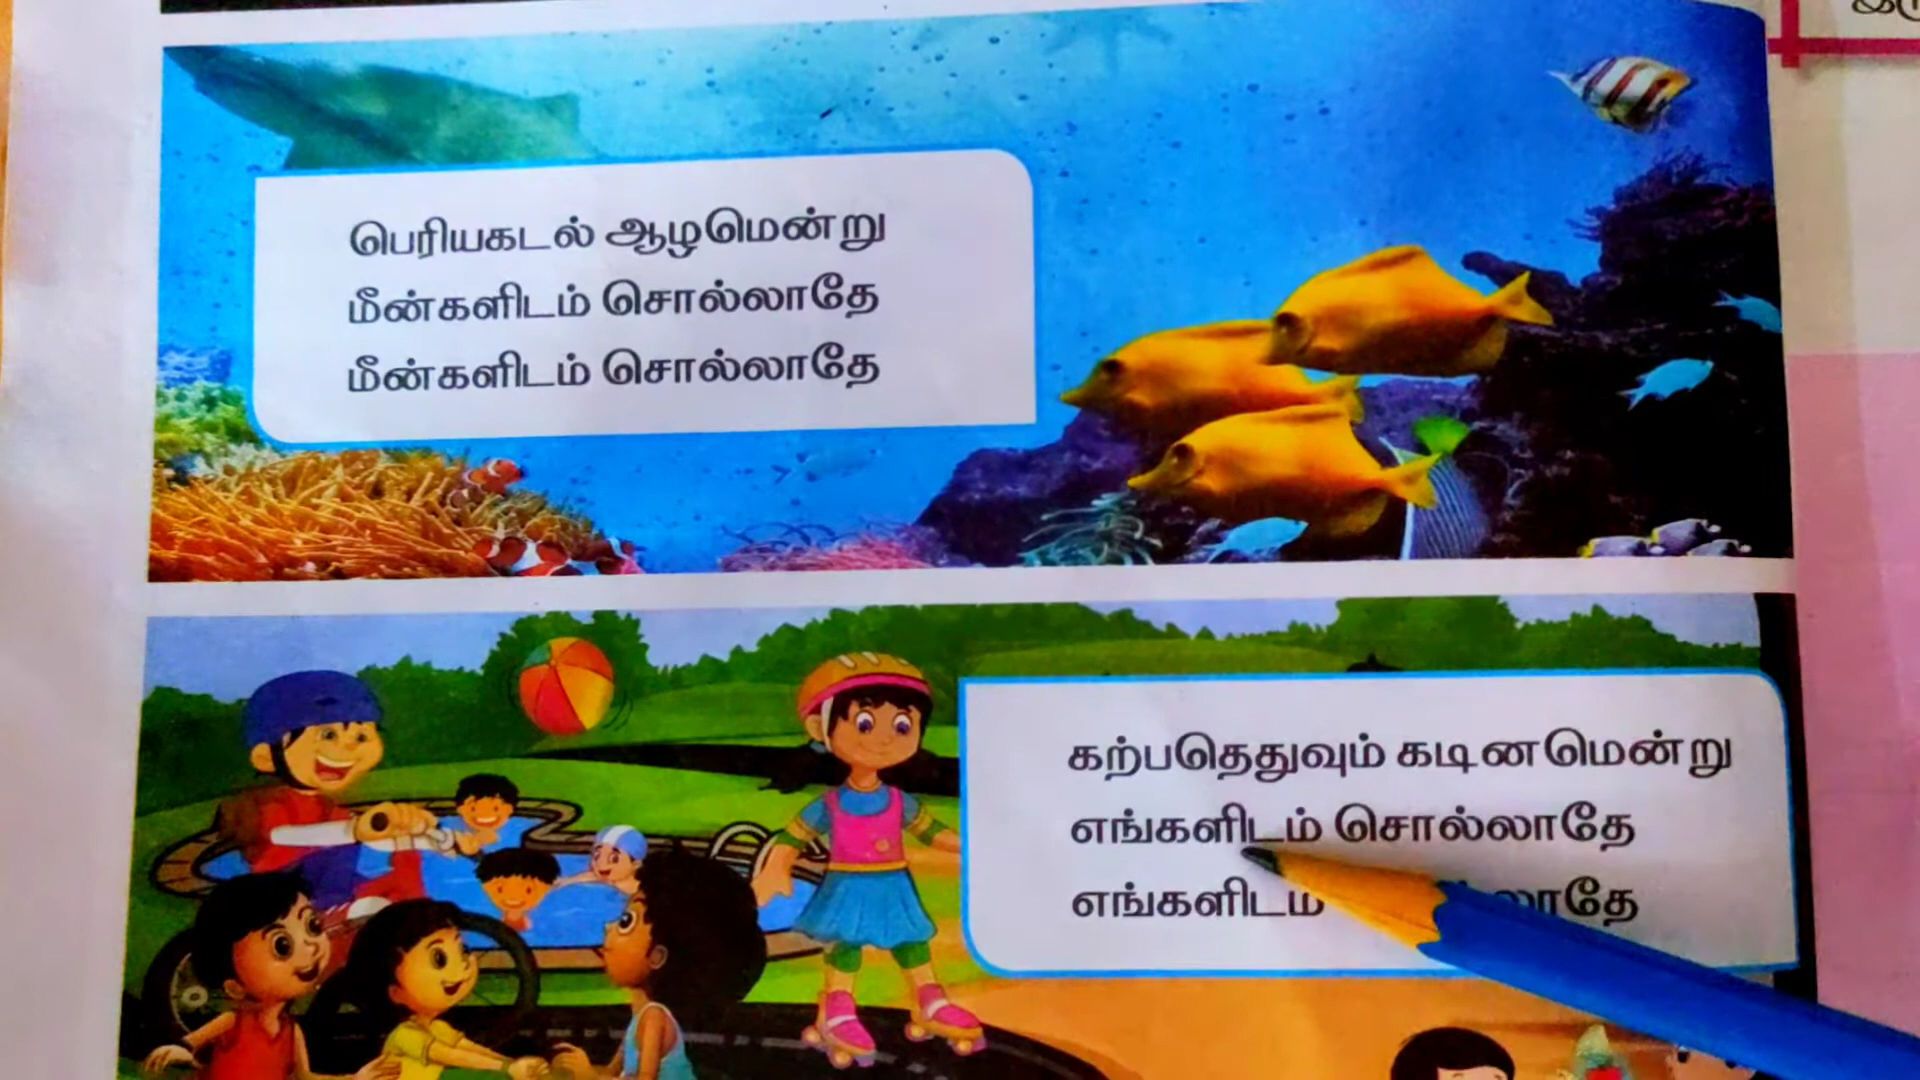 பெரியகடல் ஆழமென்று
மீன்களிடம் சொல்லாதே
மீன்களிடம் சொல்லாதே
கற்பதெதுவும் கடினமென்று
எங்களிடம் சொல்லாதே
எங்களிடம்